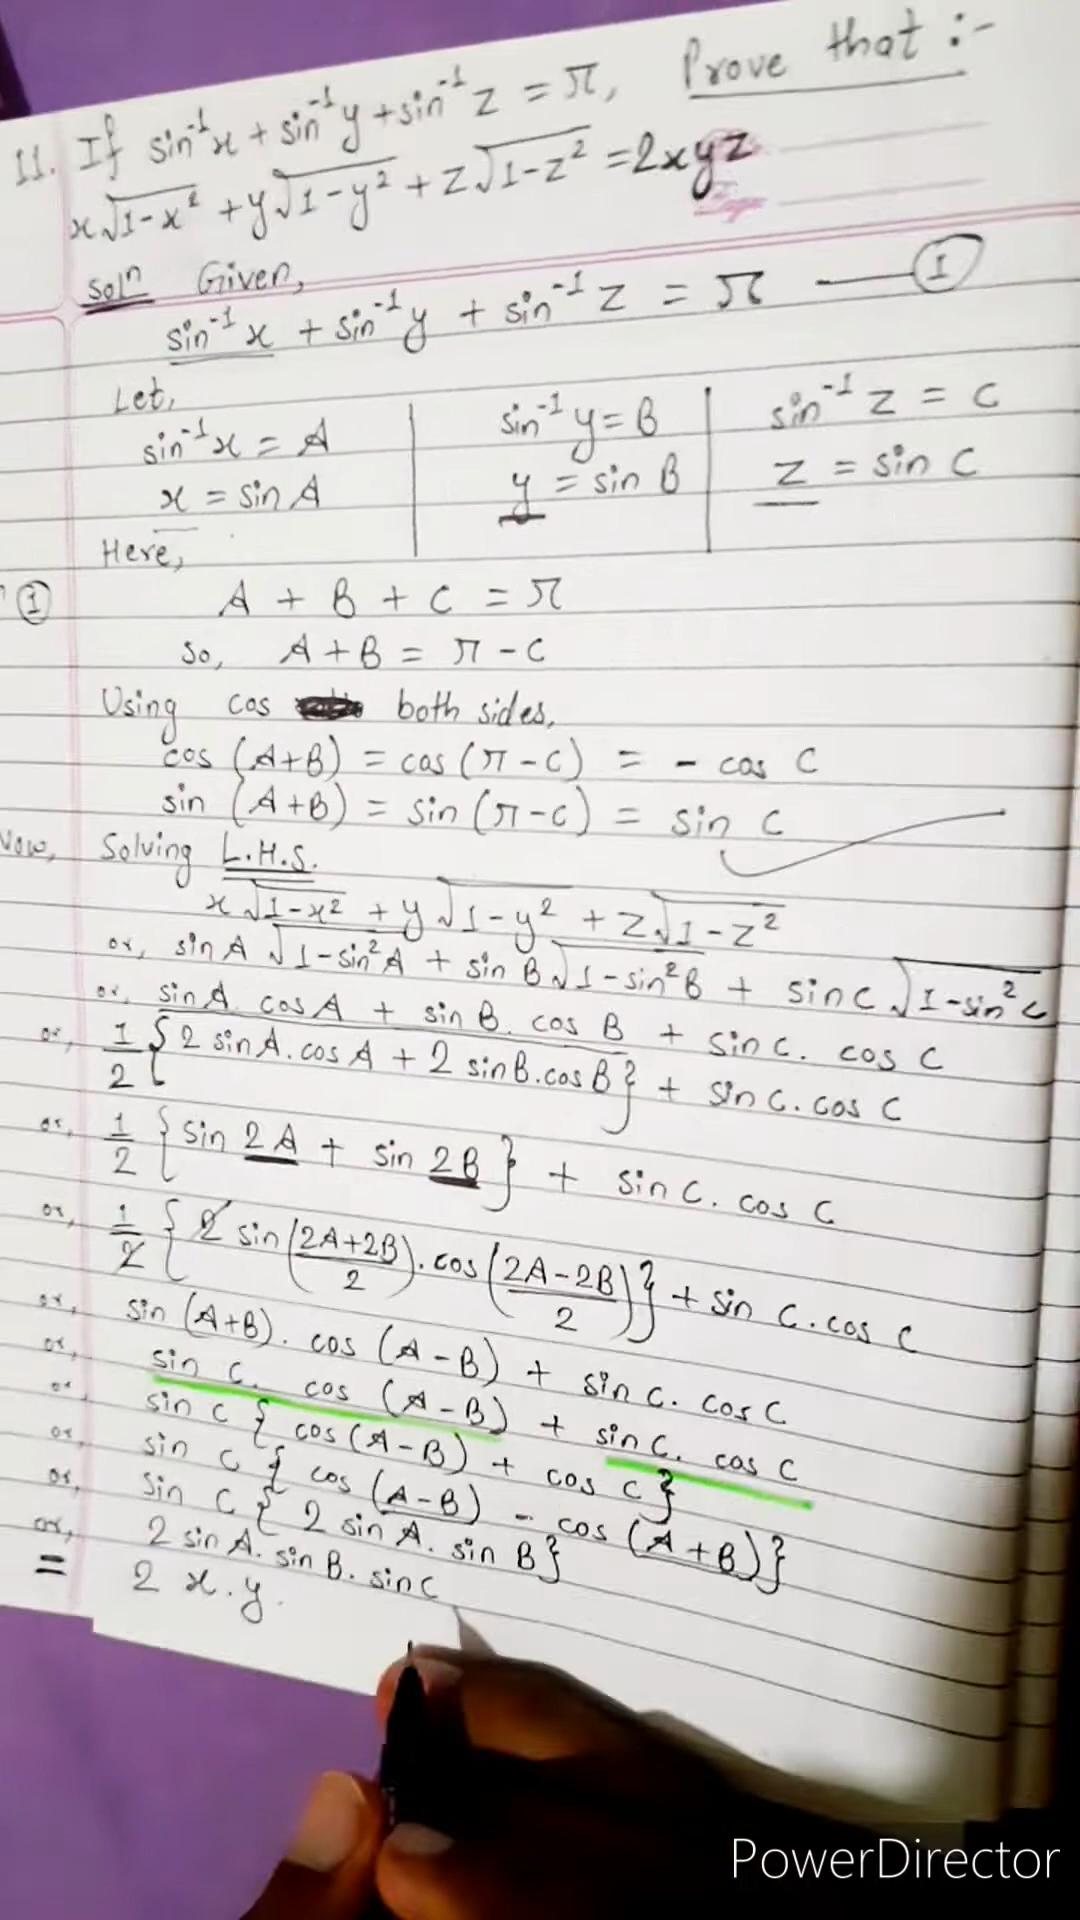 11. If sin⁻¹x + sin⁻¹y + sin⁻¹z = π, Prove that :-
x√1-x² + y√1-y² + z√1-z² = 2xyz
Solⁿ Given,
sin⁻¹x + sin⁻¹y + sin⁻¹z = π — I
Let,
sin⁻¹x = A | sin⁻¹y = B | sin⁻¹z = C
x = sin A | y = sin B | z = sin C
Here,
1 A + B + C = π
So, A + B = π - C
Using cos both sides,
cos (A+B) = cos (π - C) = - cos C
sin (A+B) = sin (π - C) = sin C
Now, Solving L.H.S.
x√1-x² + y√1-y² + z√1-z²
or, sin A √1-sin²A + sin B √1-sin²B + sin C √1-sin²C
or, sin A. cos A + sin B. cos B + sin C. cos C
or, 1/2 {2 sin A. cos A + 2 sin B. cos B} + sin C. cos C
or, 1/2 {sin 2A + sin 2B} + sin C. cos C
or, 1/2 {2 sin (2A+2B/2). cos (2A-2B/2)} + sin C. cos C
or, sin (A+B). cos (A-B) + sin C. cos C
or, sin C. cos (A-B) + sin C. cos C
or, sin C {cos (A-B) + cos C}
or, sin C {cos (A-B) - cos (A+B)}
or, sin C {2 sin A. sin B}
or, 2 sin A. sin B. sin C
= 2 x.y.
PowerDirector